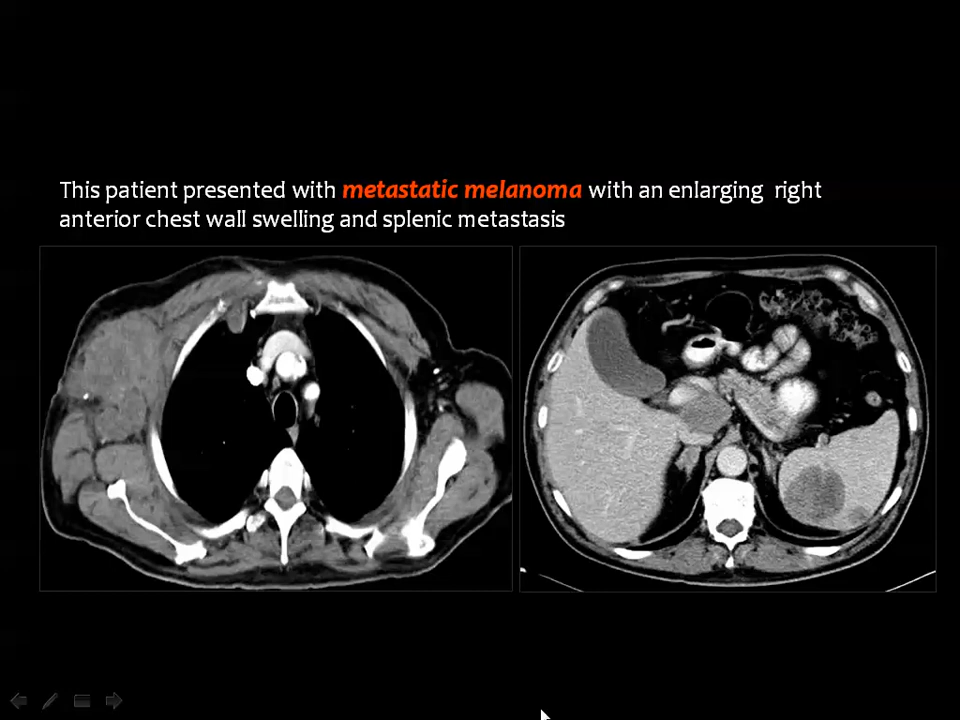 This patient presented with metastatic melanoma with an enlarging right
anterior chest wall swelling and splenic metastasis